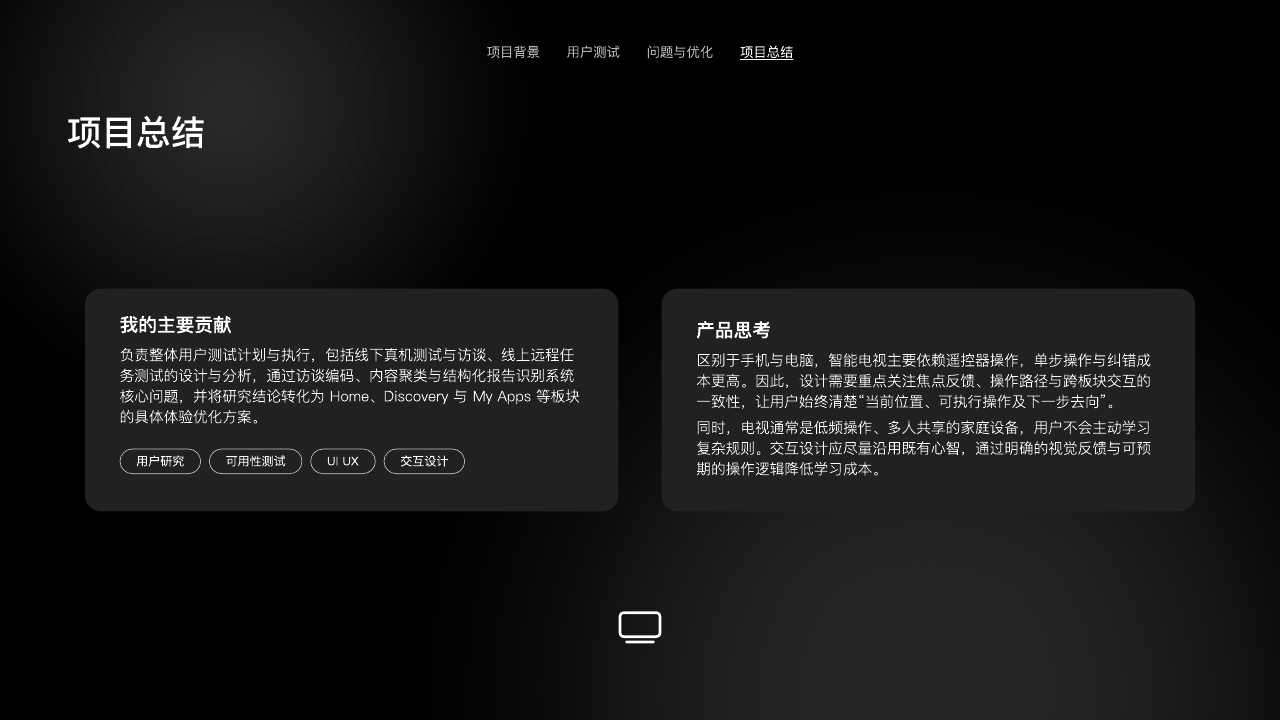 项目背景 用户测试 问题与优化 项目总结
项目总结
我的主要贡献
负责整体用户测试计划与执行，包括线下真机测试与访谈、线上远程任
务测试的设计与分析，通过访谈编码、内容聚类与结构化报告识别系统
核心问题，并将研究结论转化为 Home、Discovery 与 My Apps 等板块
的具体体验优化方案。
用户研究 可用性测试 UI UX 交互设计
产品思考
区别于手机与电脑，智能电视主要依赖遥控器操作，单步操作与纠错成
本更高。因此，设计需要重点关注焦点反馈、操作路径与跨板块交互的
一致性，让用户始终清楚“当前位置、可执行操作及下一步去向”。
同时，电视通常是低频操作、多人共享的家庭设备，用户不会主动学习
复杂规则。交互设计应尽量沿用既有心智，通过明确的视觉反馈与可预
期的操作逻辑降低学习成本。